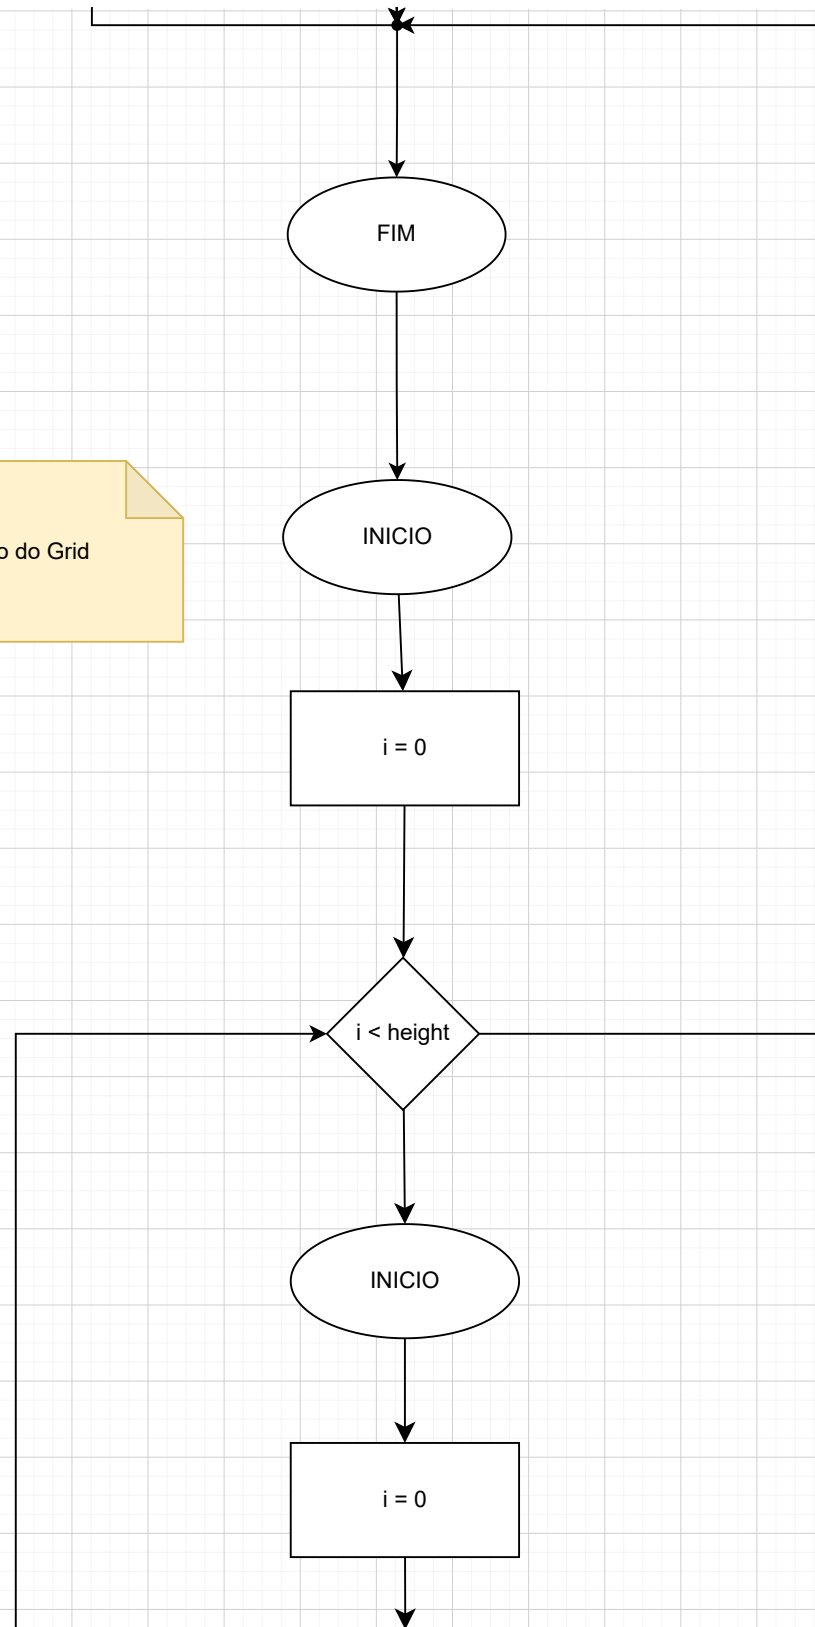 FIM
INICIO
o do Grid
i = 0
i < height
INICIO
i = 0